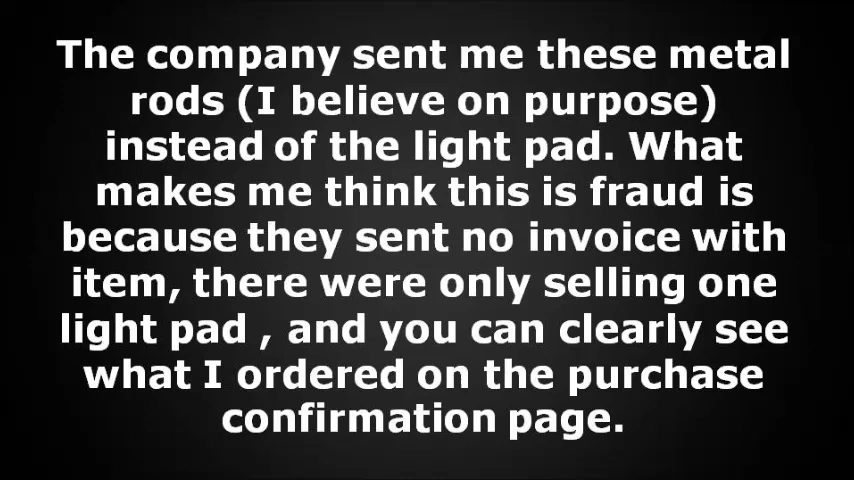 The company sent me these metal
rods (I believe on purpose)
instead of the light pad. What
makes me think this is fraud is
because they sent no invoice with
item, there were only selling one
light pad , and you can clearly see
what I ordered on the purchase
confirmation page.